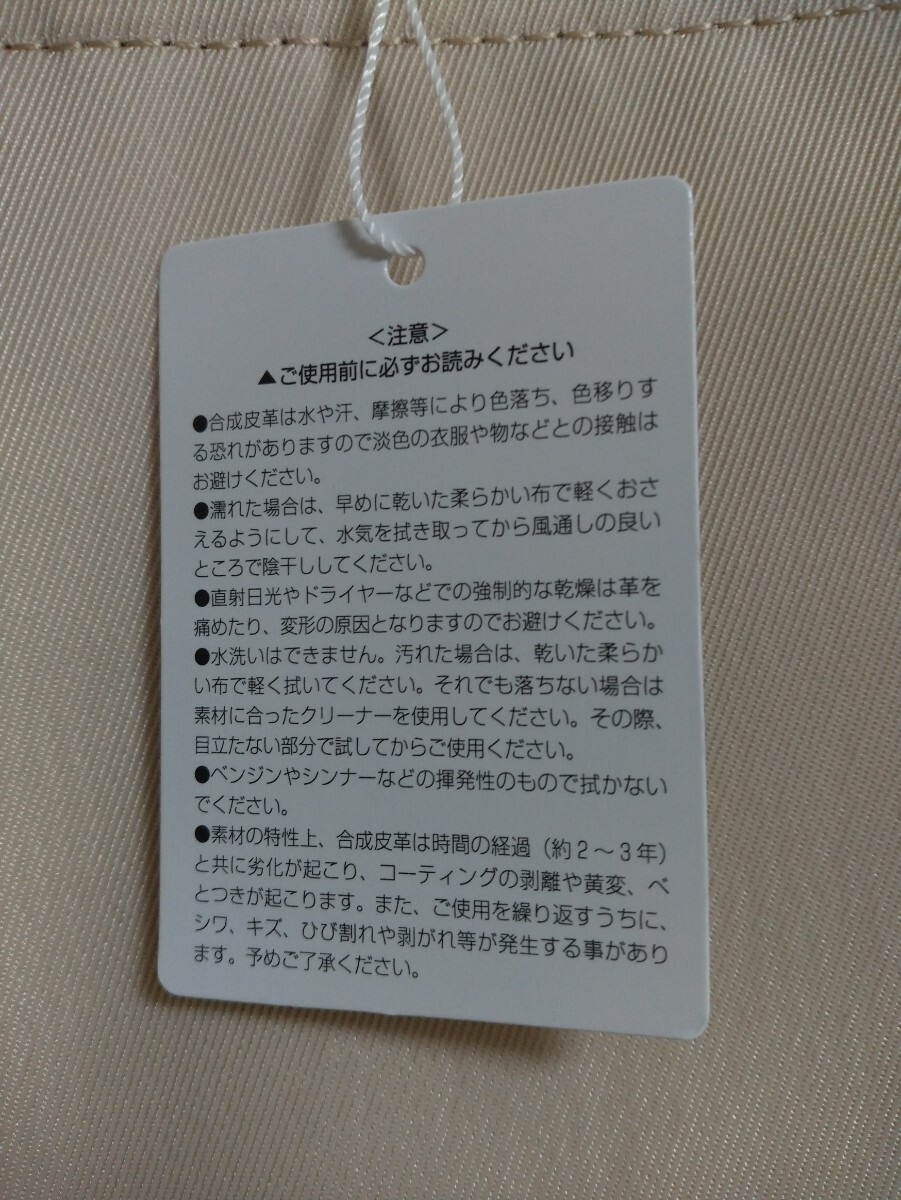 ＜注意＞
▲ご使用前に必ずお読みください
●合成皮革は水や汗、摩擦等により色落ち、色移りす
る恐れがありますので淡色の衣服や物などとの接触は
お避けください。
●濡れた場合は、早めに乾いた柔らかい布で軽くおさ
えるようにして、水気を拭き取ってから風通しの良い
ところで陰干ししてください。
●直射日光やドライヤーなどでの強制的な乾燥は革を
痛めたり、変形の原因となりますのでお避けください。
●水洗いはできません。汚れた場合は、乾いた柔らか
い布で軽く拭いてください。それでも落ちない場合は
素材に合ったクリーナーを使用してください。その際、
目立たない部分で試してからご使用ください。
●ベンジンやシンナーなどの揮発性のもので拭かない
でください。
●素材の特性上、合成皮革は時間の経過（約２～３年）
と共に劣化が起こり、コーティングの剥離や黄変、ベ
とつきが起こります。また、ご使用を繰り返すうちに、
シワ、キズ、ひび割れや剥がれ等が発生する事があり
ます。予めご了承ください。